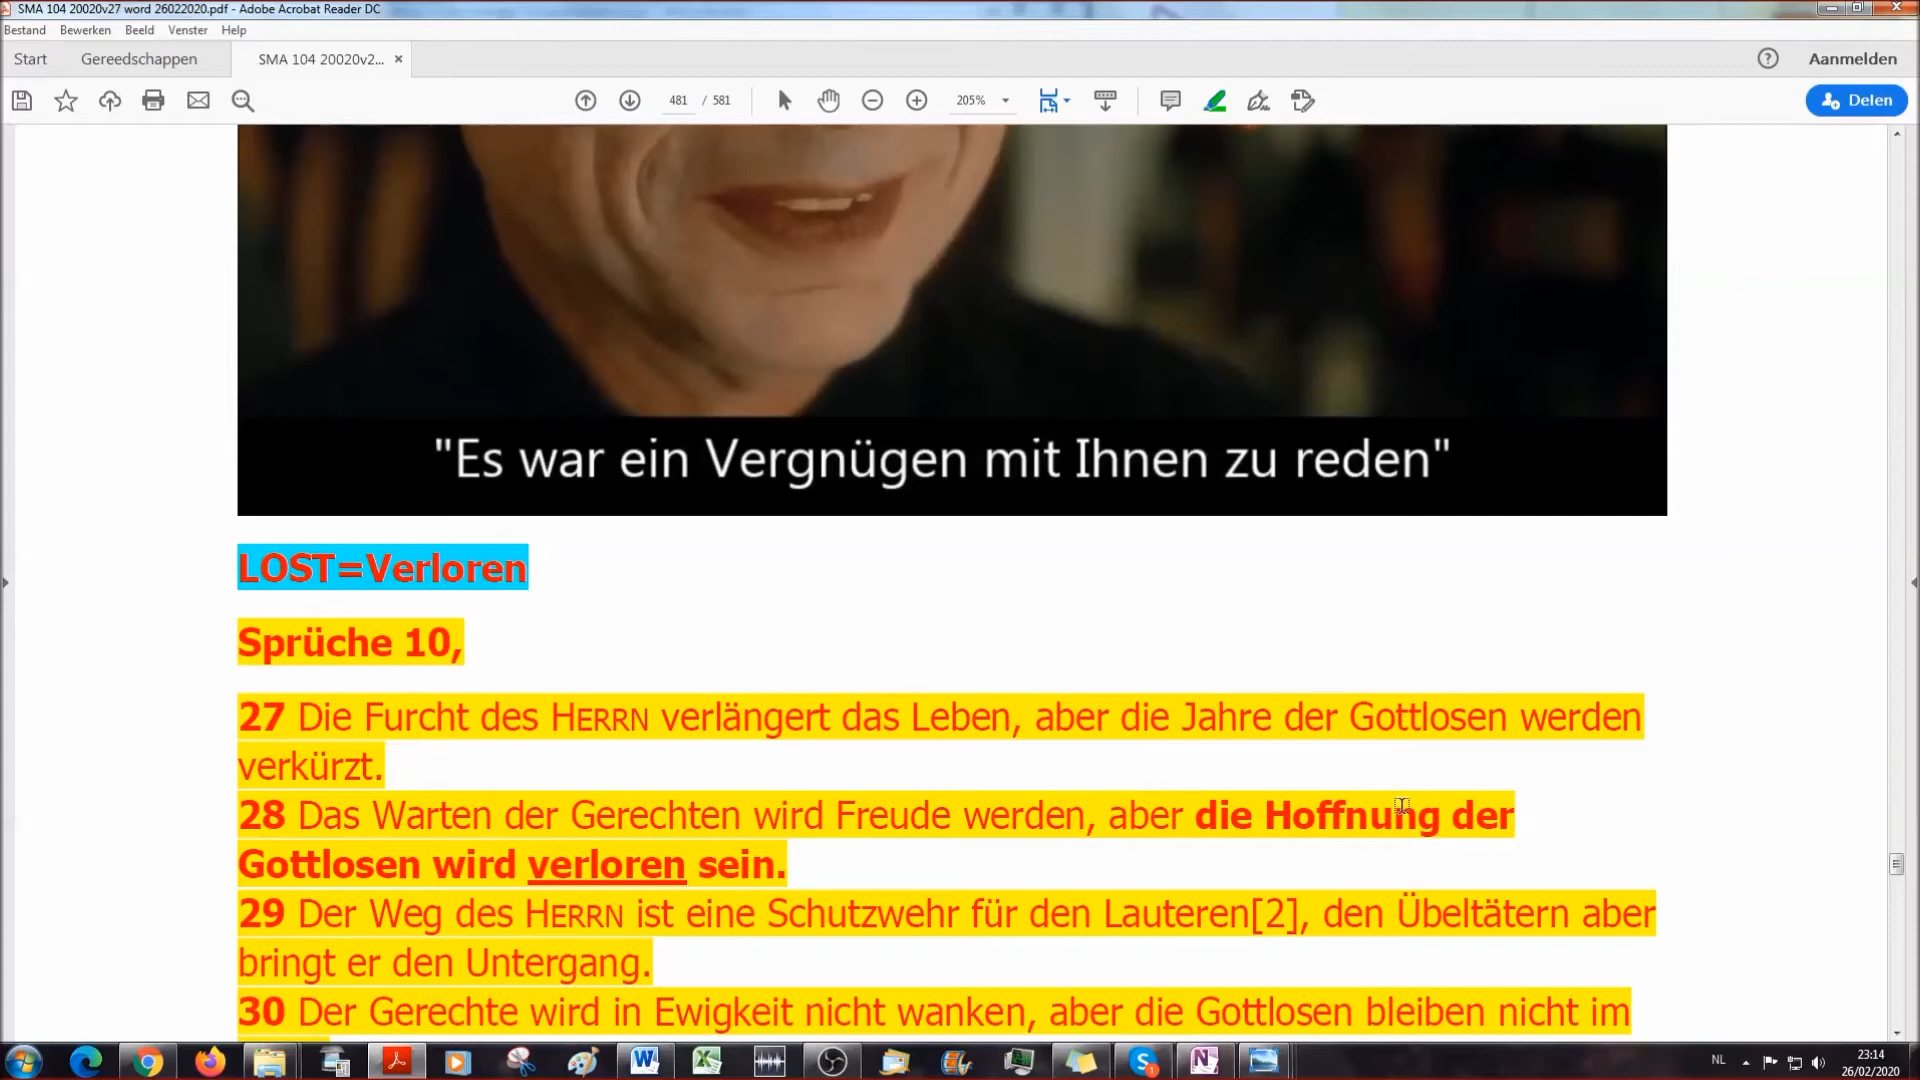 SMA 104 20020v27 word 26022020.pdf - Adobe Acrobat Reader DC
Bestand Bewerken Beeld Venster Help
Start Gereedschappen SMA 104 20020v2... × Aanmelden
481 / 581 205% Delen
"Es war ein Vergnügen mit Ihnen zu reden"
LOST=Verloren
Sprüche 10,
27 Die Furcht des HERRN verlängert das Leben, aber die Jahre der Gottlosen werden
verkürzt.
28 Das Warten der Gerechten wird Freude werden, aber die Hoffnung der
Gottlosen wird verloren sein.
29 Der Weg des HERRN ist eine Schutzwehr für den Lauteren[2], den Übeltätern aber
bringt er den Untergang.
30 Der Gerechte wird in Ewigkeit nicht wanken, aber die Gottlosen bleiben nicht im
NL 23:14
26/02/2020